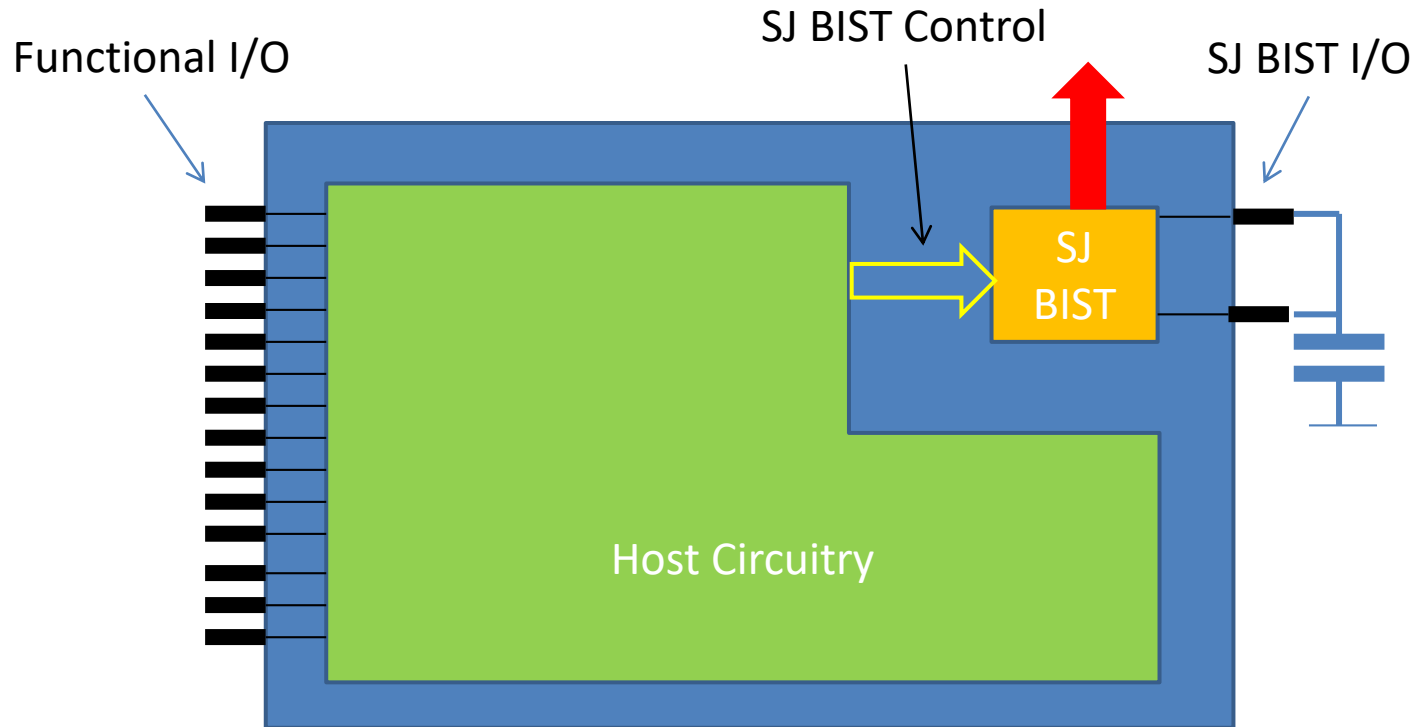 SJ BIST Control
Functional I/O
SJ BIST I/O
SJ
BIST
Host Circuitry